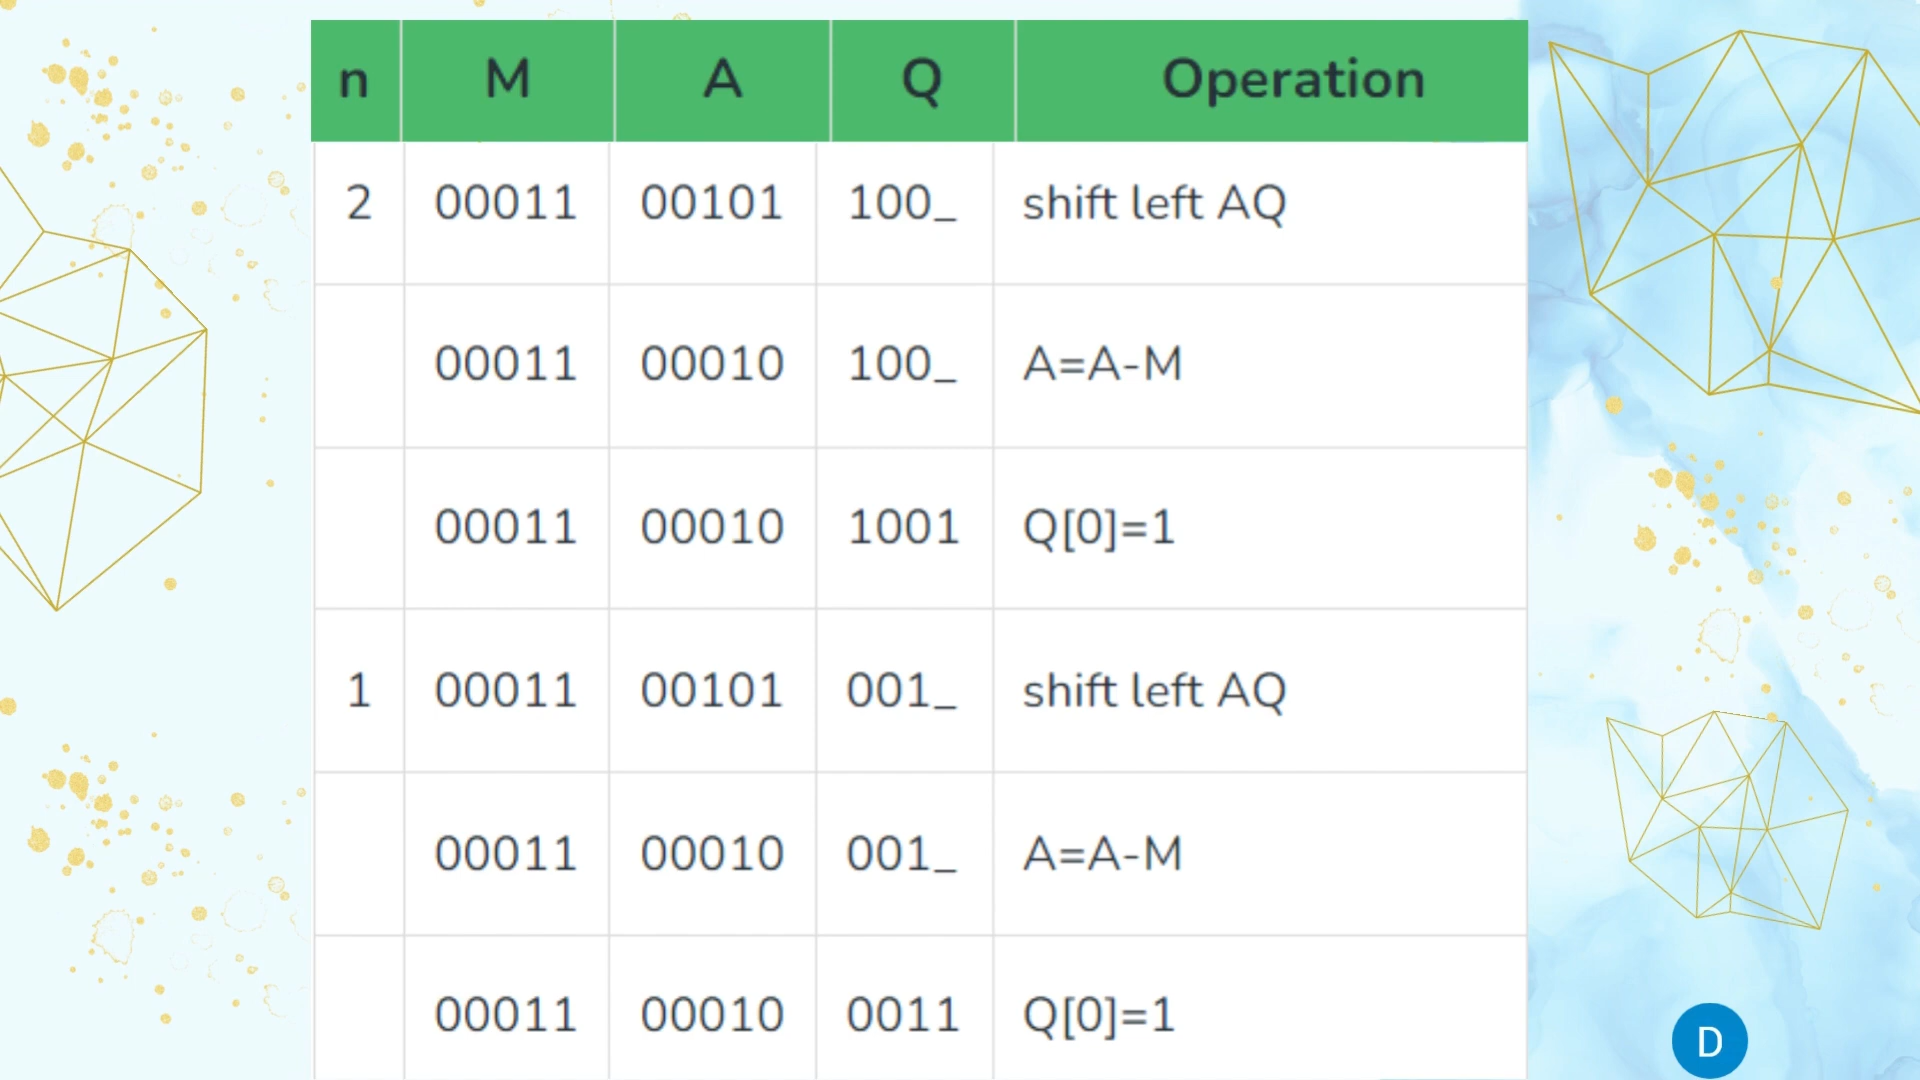 n M A Q Operation
2 00011 00101 100_ shift left AQ
00011 00010 100_ A=A-M
00011 00010 1001 Q[0]=1
1 00011 00101 001_ shift left AQ
00011 00010 001_ A=A-M
00011 00010 0011 Q[0]=1
D